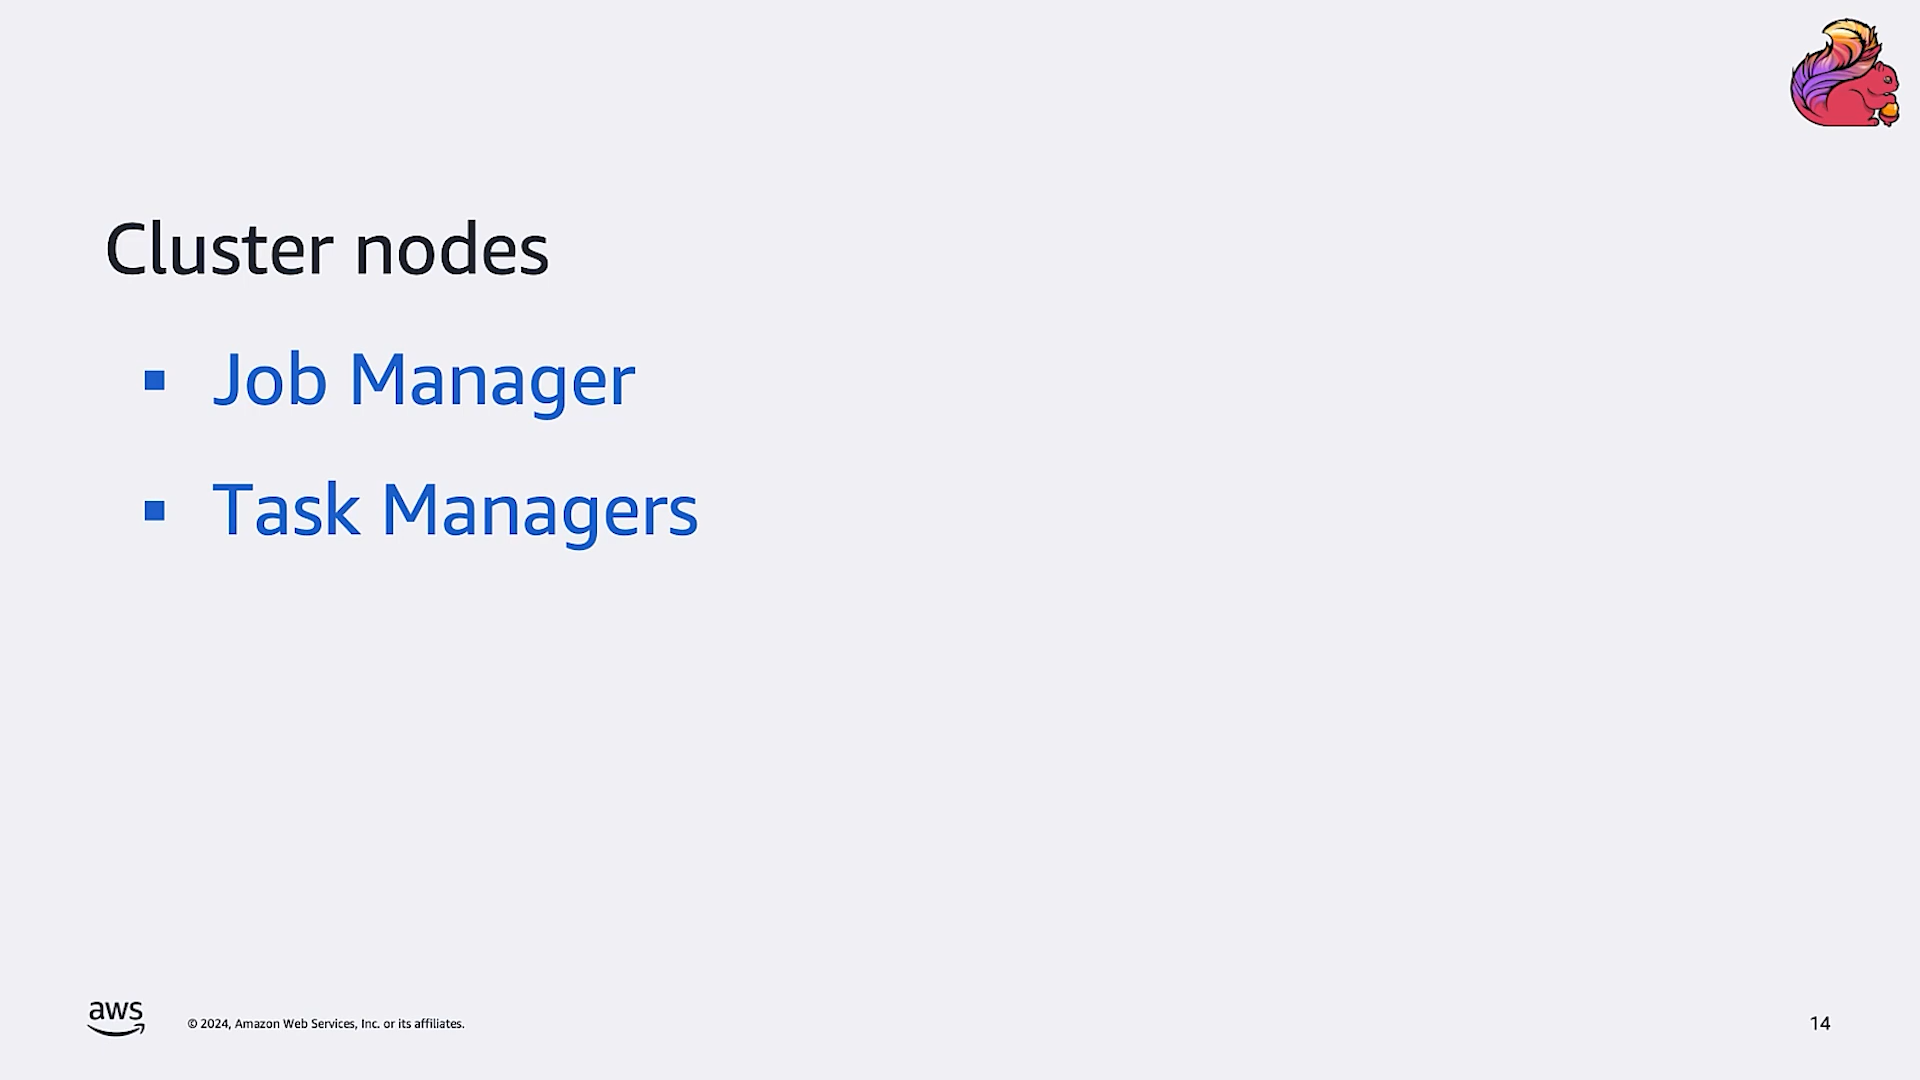 Cluster nodes
▪ Job Manager
▪ Task Managers
aws
© 2024, Amazon Web Services, Inc. or its affiliates.
14